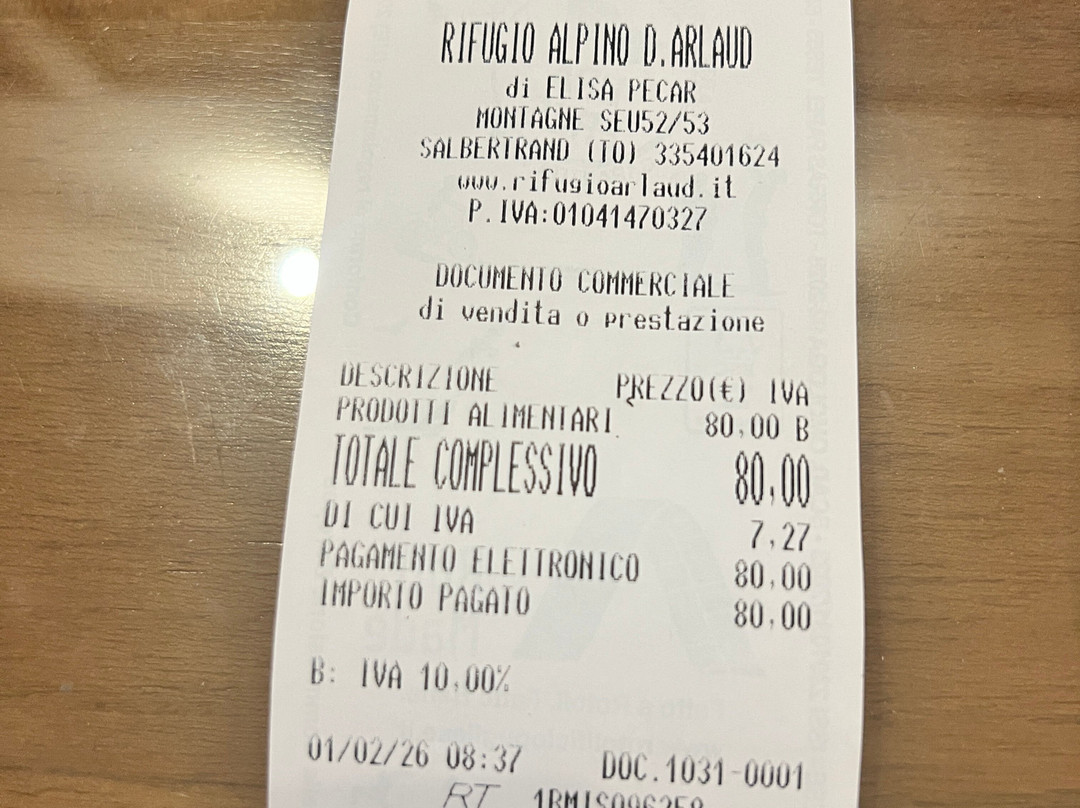 RIFUGIO ALPINO D.ARLAUD
di ELISA PECAR
MONTAGNE SEU52/53
SALBERTRAND (TO) 335401624
www.rifugioarlaud.it
P.IVA:01041470327
DOCUMENTO COMMERCIALE
di vendita o prestazione
DESCRIZIONE PREZZO(€) IVA
PRODOTTI ALIMENTARI 80,00 B
TOTALE COMPLESSIVO 80,00
DI CUI IVA 7,27
PAGAMENTO ELETTRONICO 80,00
IMPORTO PAGATO 80,00
B: IVA 10,00%
01/02/26 08:37 DOC.1031-0001
RT